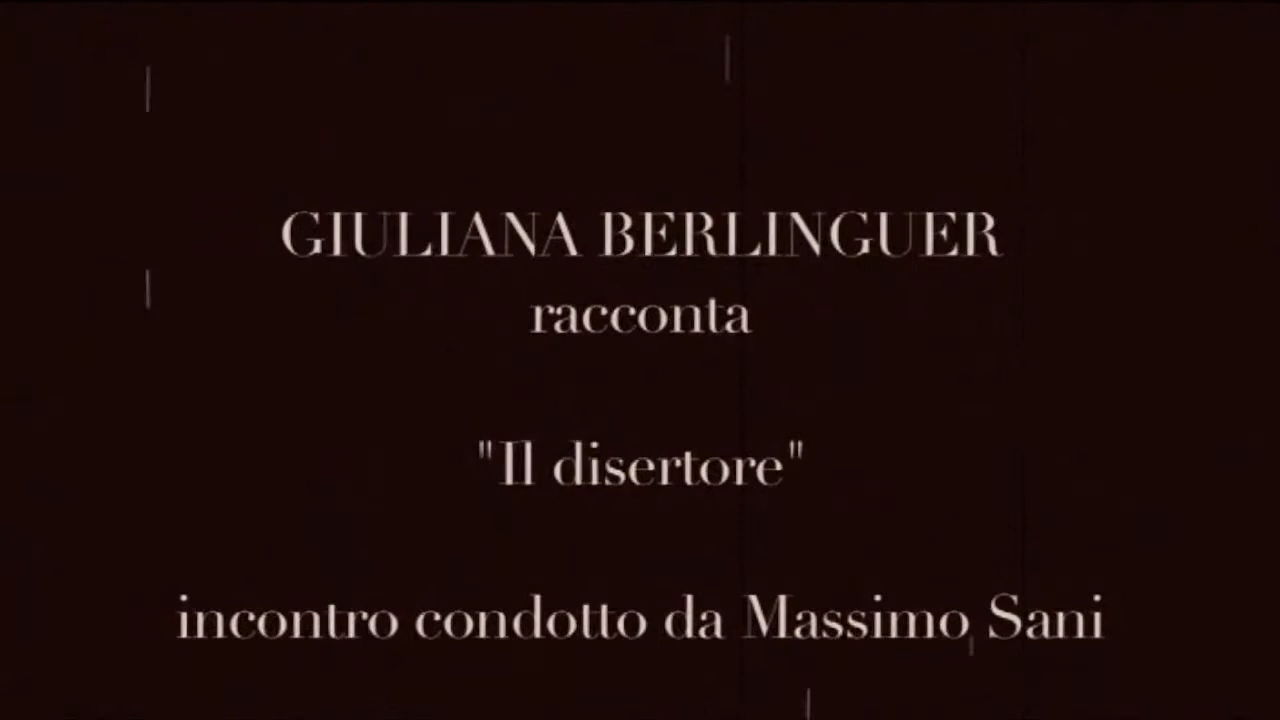 GIULIANA BERLINGUER
racconta
"Il disertore"
incontro condotto da Massimo Sani